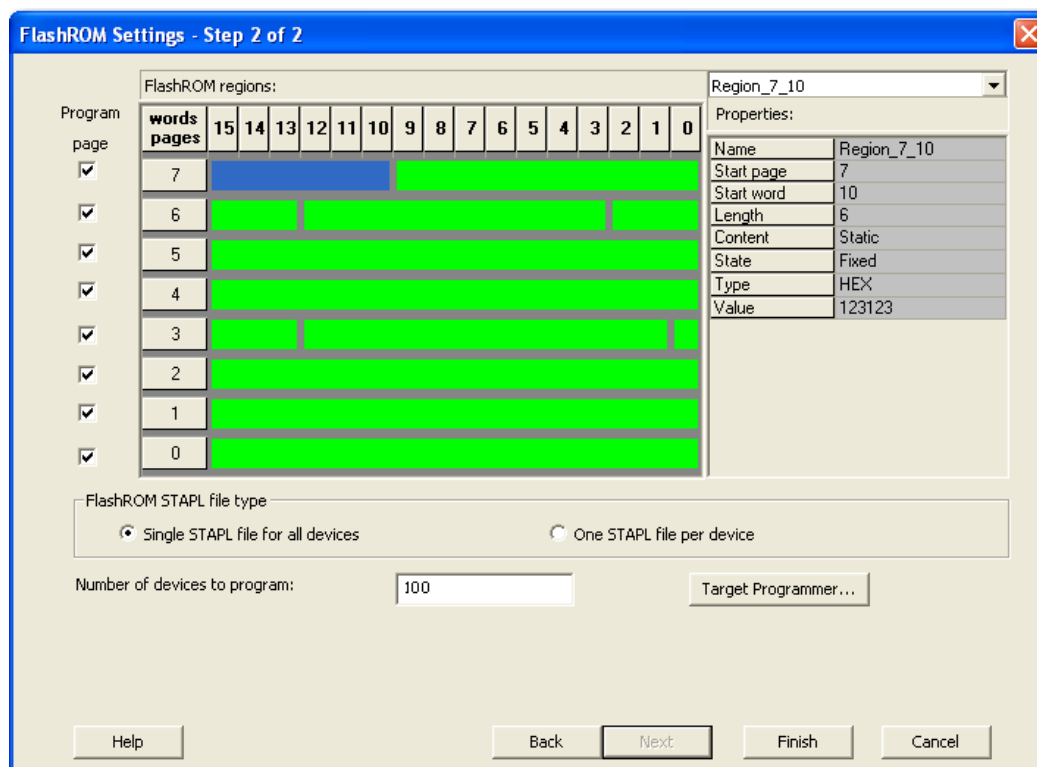 FlashROM Settings - Step 2 of 2
FlashROM regions:
Region_7_10
Program page
words pages 15 14 13 12 11 10 9 8 7 6 5 4 3 2 1 0
7
6
5
4
3
2
1
0
Properties:
Name Region_7_10
Start page 7
Start word 10
Length 6
Content Static
State Fixed
Type HEX
Value 123123
FlashROM STAPL file type
Single STAPL file for all devices One STAPL file per device
Number of devices to program: 100 Target Programmer...
Help Back Next Finish Cancel